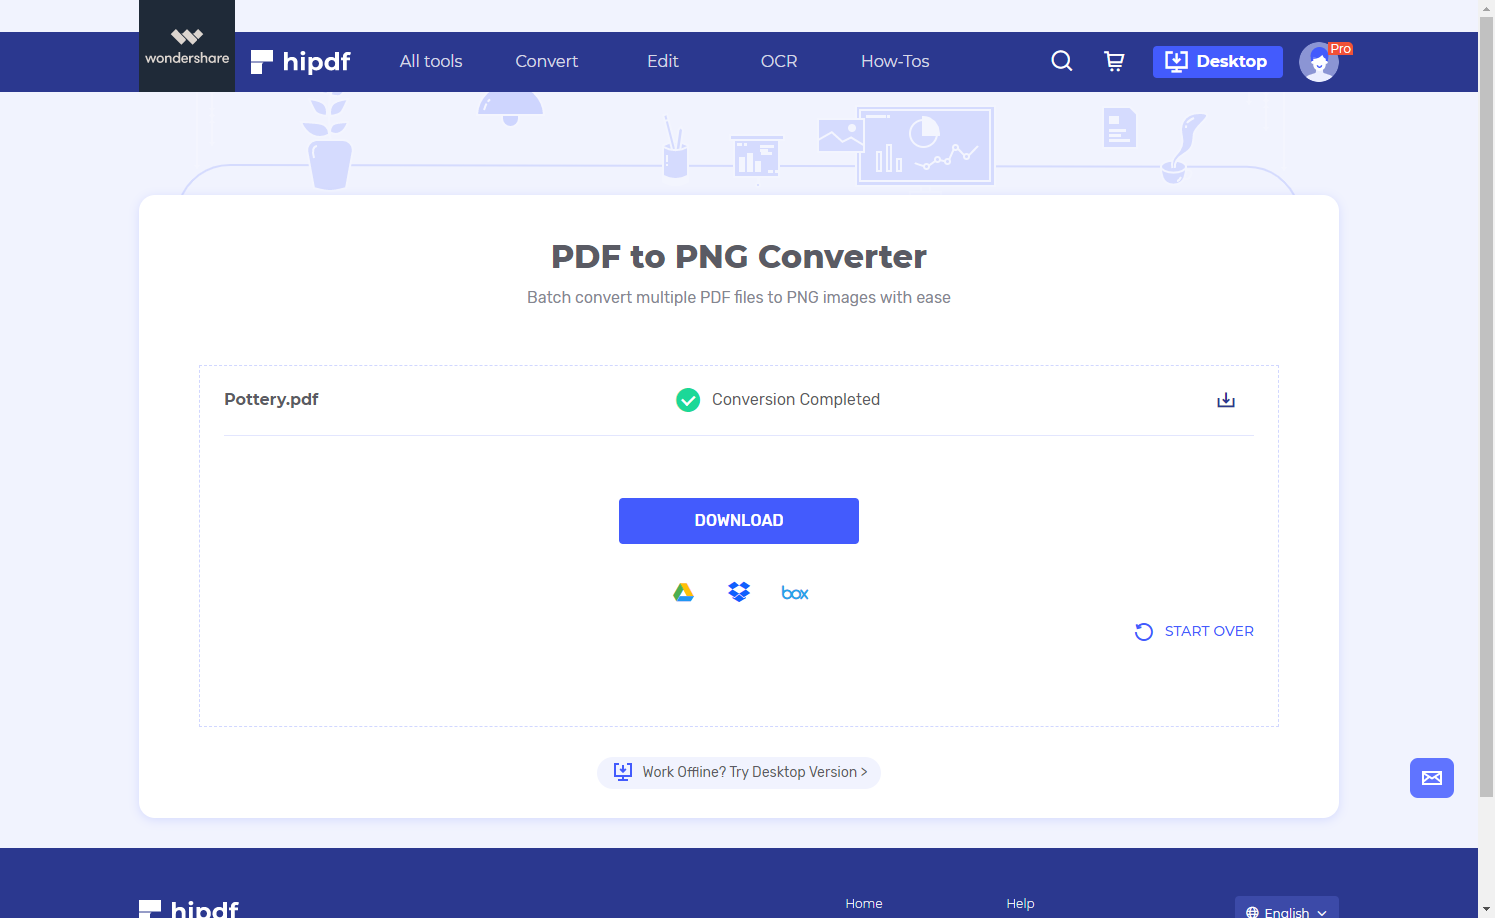 wondershare
hipdf
All tools
Convert
Edit
OCR
How-Tos
Desktop
Pro
PDF to PNG Converter
Batch convert multiple PDF files to PNG images with ease
Pottery.pdf
Conversion Completed
DOWNLOAD
box
START OVER
Work Offline? Try Desktop Version >
hipdf
Home
Help
English